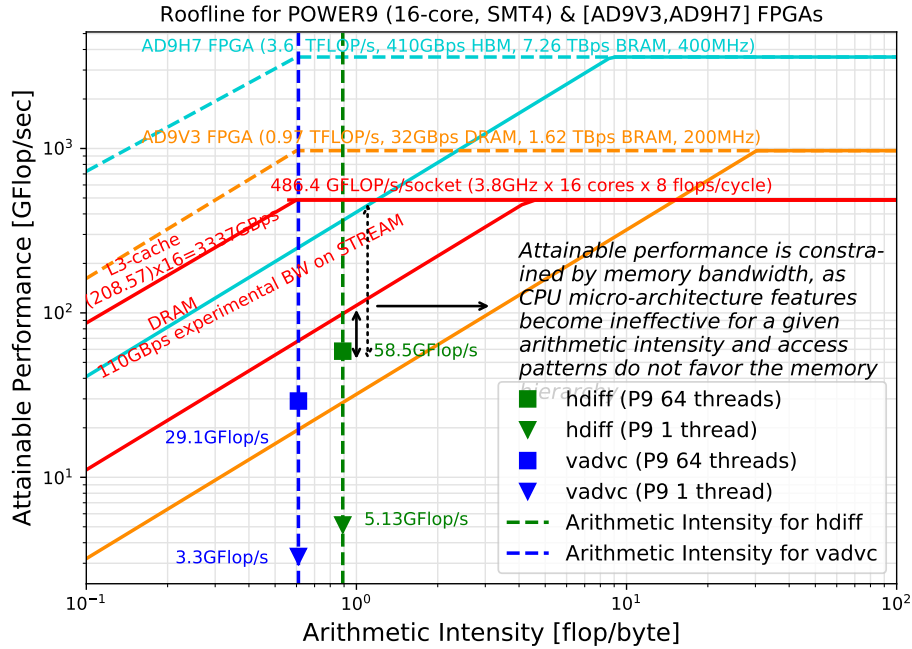 Roofline for POWER9 (16-core, SMT4) & [AD9V3,AD9H7] FPGAs
AD9H7 FPGA (3.6 TFLOP/s, 410GBps HBM, 7.26 TBps BRAM, 400MHz)
AD9V3 FPGA (0.97 TFLOP/s, 32GBps DRAM, 1.62 TBps BRAM, 200MHz)
486.4 GFLOP/s/socket (3.8GHz x 16 cores x 8 flops/cycle)
L3-cache
(208.57)x16=3337GBps
DRAM
110GBps experimental BW on STREAM
Attainable performance is constra-
ined by memory bandwidth, as
CPU micro-architecture features
become ineffective for a given
arithmetic intensity and access
patterns do not favor the memory
hierarchy
58.5GFlop/s
29.1GFlop/s
5.13GFlop/s
3.3GFlop/s
hdiff (P9 64 threads)
hdiff (P9 1 thread)
vadvc (P9 64 threads)
vadvc (P9 1 thread)
Arithmetic Intensity for hdiff
Arithmetic Intensity for vadvc
Attainable Performance [GFlop/sec]
10³
10²
10¹
10⁻¹ 10⁰ 10¹ 10²
Arithmetic Intensity [flop/byte]